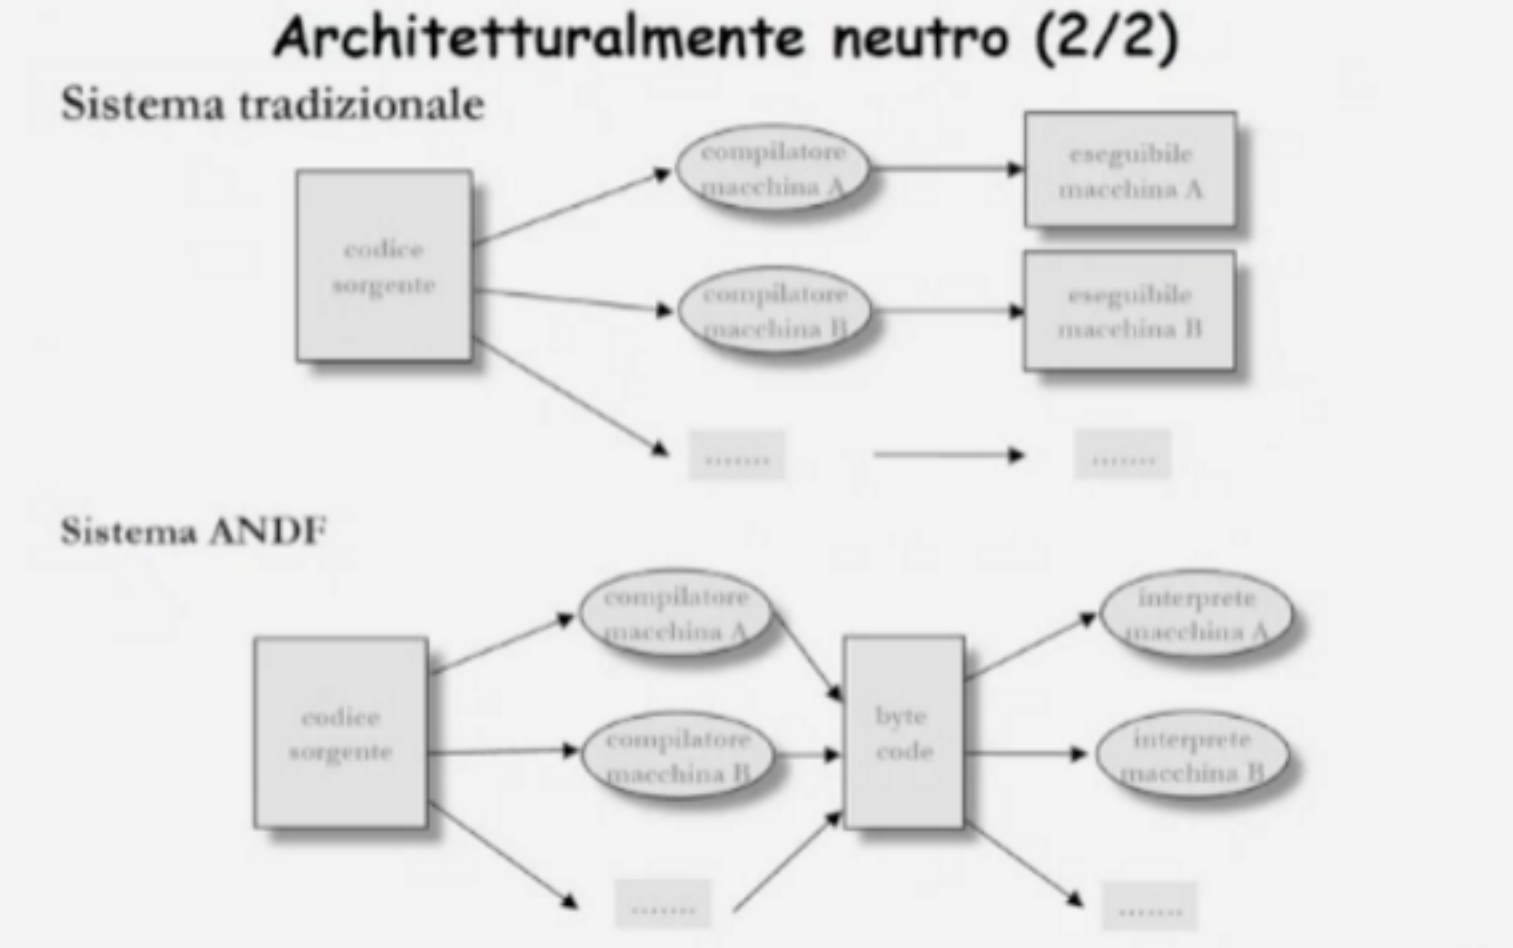 Architetturalmente neutro (2/2)
Sistema tradizionale
codice
sorgente
compilatore
macchina A
eseguibile
macchina A
compilatore
macchina B
eseguibile
macchina B
.......
.......
Sistema ANDF
codice
sorgente
compilatore
macchina A
compilatore
macchina B
.......
byte
code
interprete
macchina A
interprete
macchina B
.......